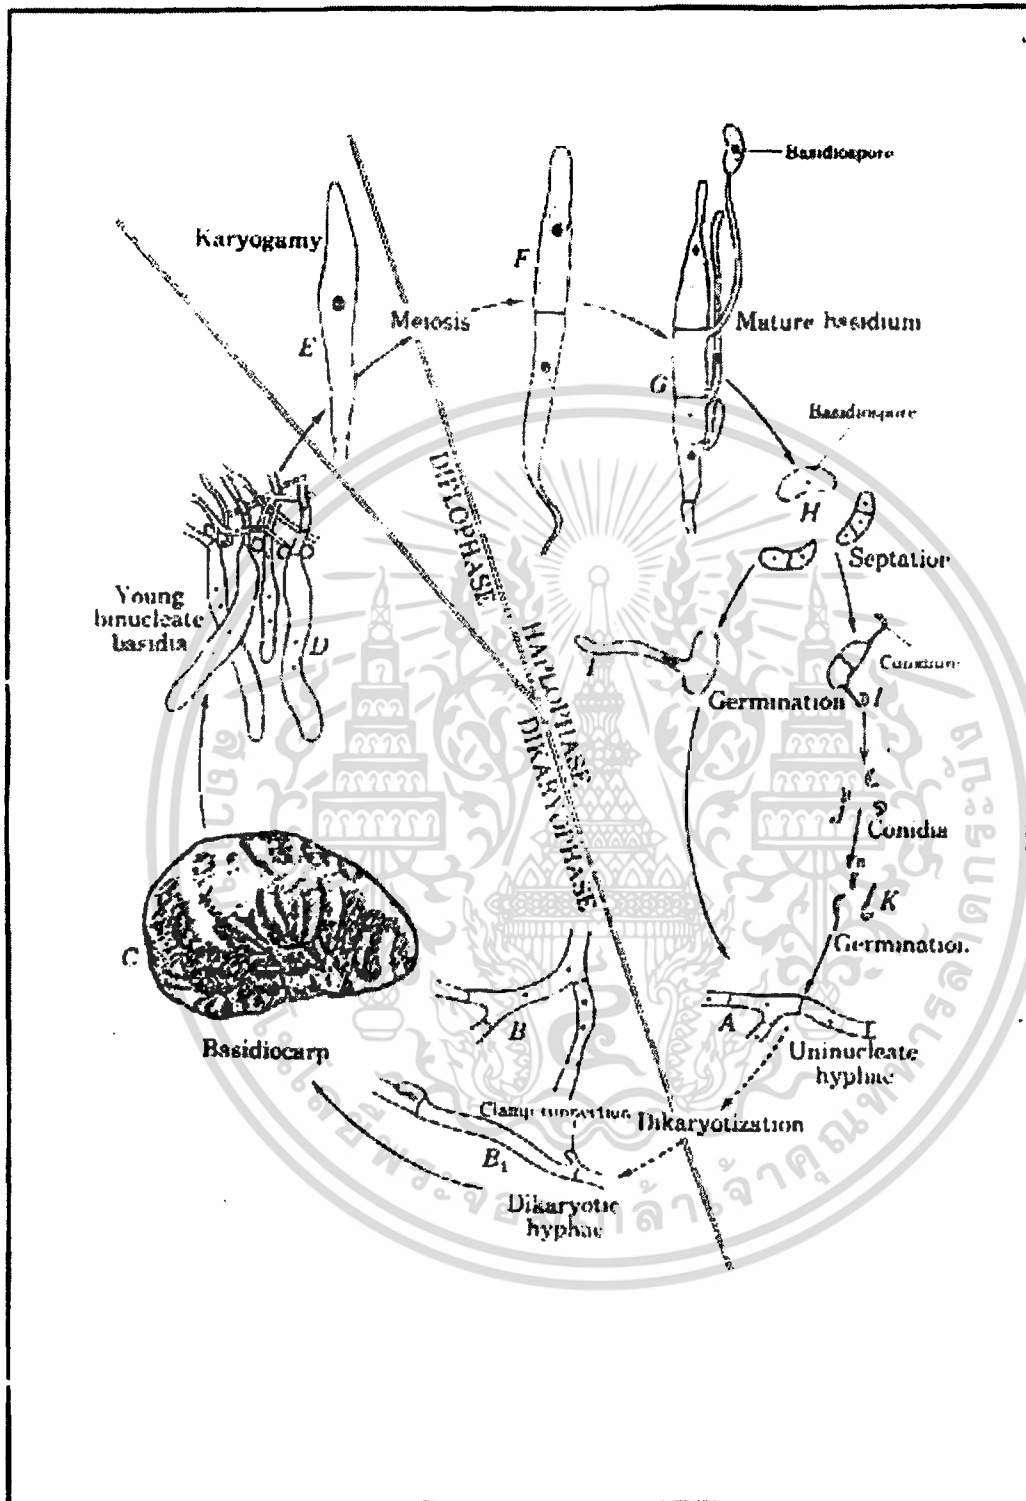 Basidiospore
Karyogamy
F
Meiosis
Mature basidium
E
G
Basidiospore
H
DIPLOPHASE
Septation
Young
binucleate
basidia
D
HAPLOPHASE
Germination
I
DIKARYOPHASE
J
Conidia
K
Germination
C
B
A
Basidiocarp
Uninucleate
hyphae
Clamp connection
Dikaryotization
B1
Dikaryotic
hyphae